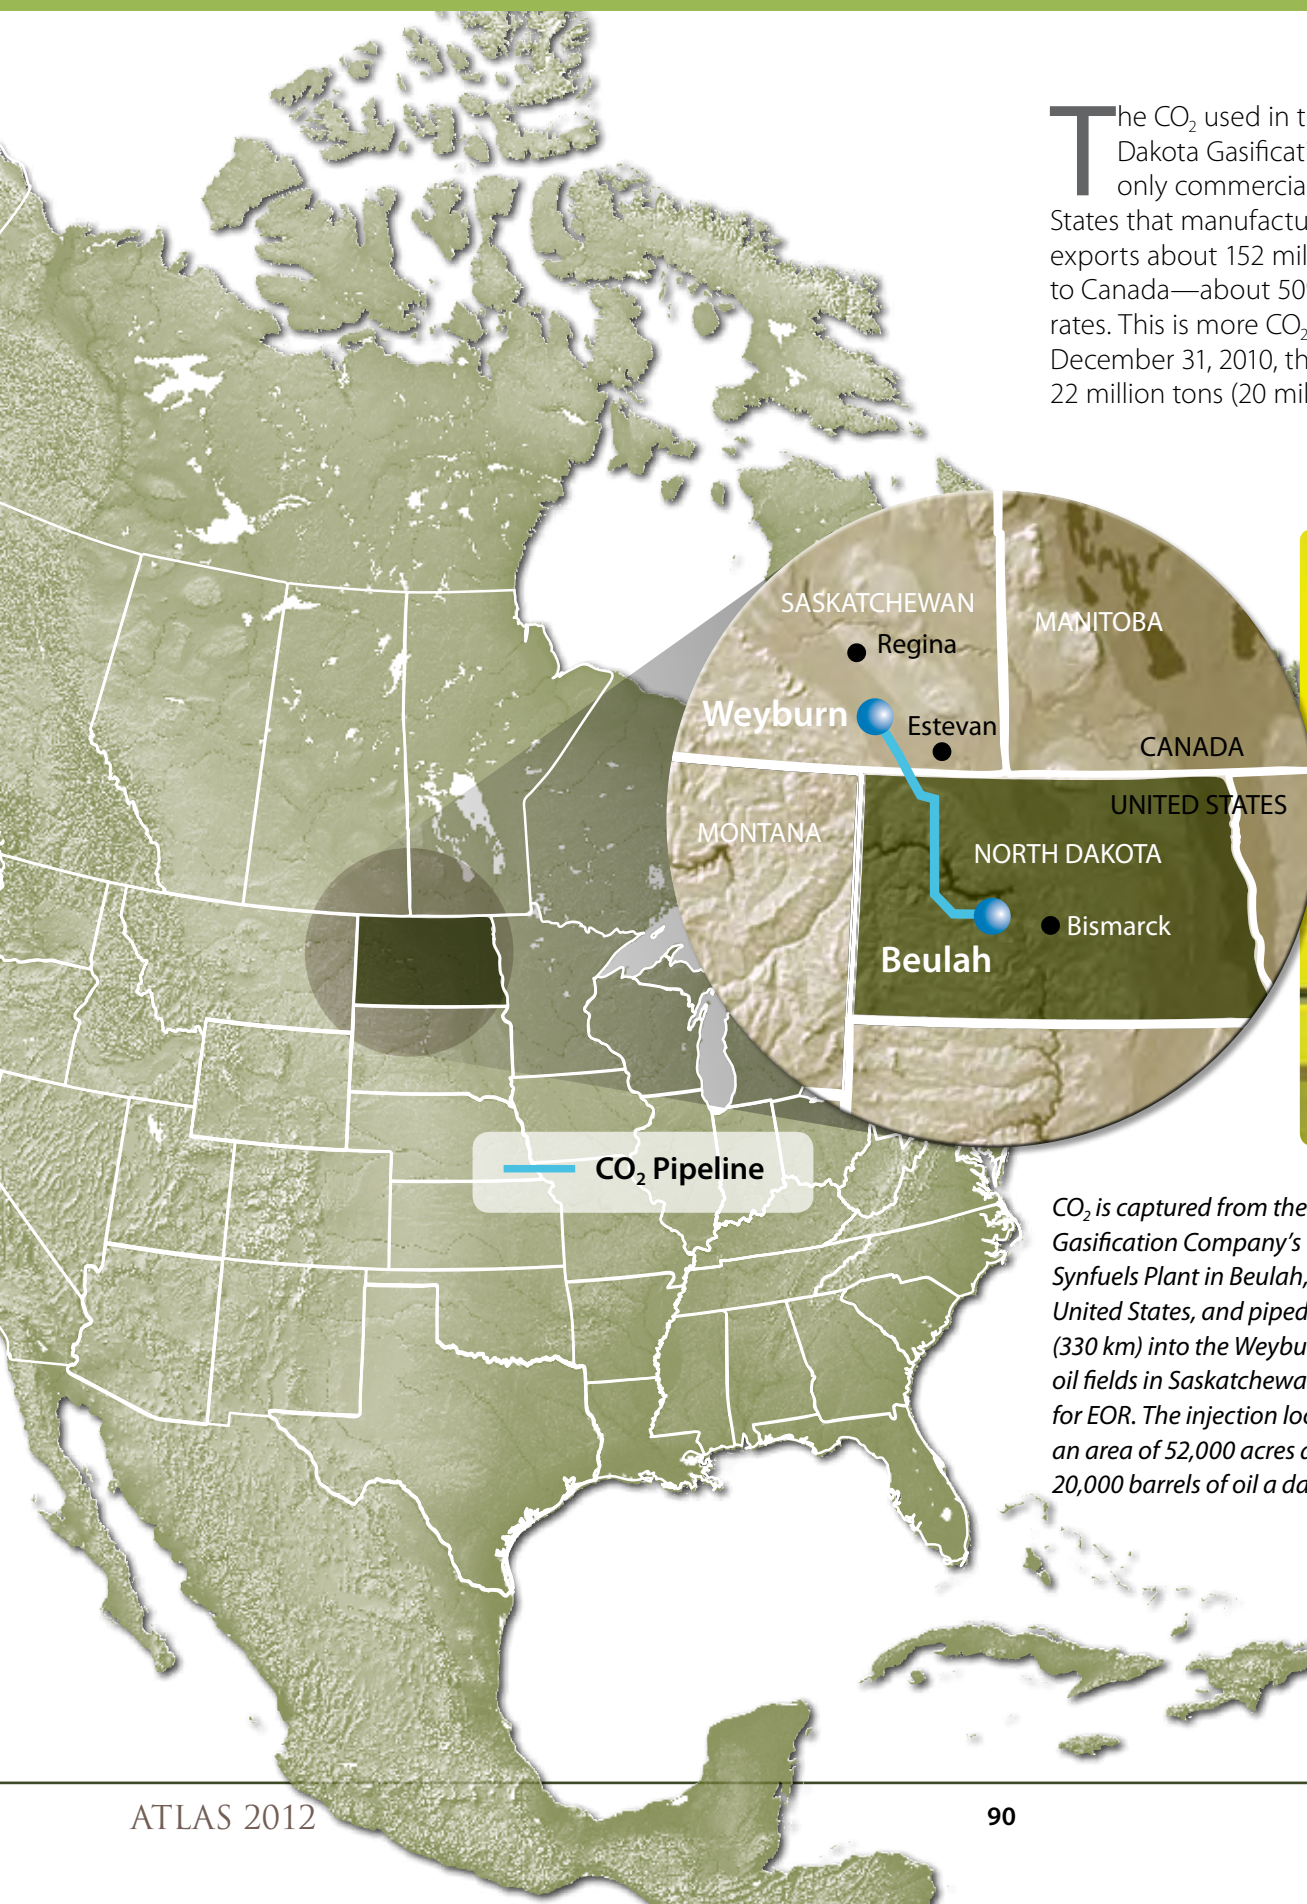 The CO₂ used in t
Dakota Gasificati
only commercia
States that manufactu
exports about 152 mil
to Canada—about 50
rates. This is more CO₂
December 31, 2010, th
22 million tons (20 mil
SASKATCHEWAN
MANITOBA
Regina
Weyburn
Estevan
CANADA
UNITED STATES
MONTANA
NORTH DAKOTA
Bismarck
Beulah
CO₂ Pipeline
CO₂ is captured from the
Gasification Company’s
Synfuels Plant in Beulah,
United States, and piped
(330 km) into the Weybu
oil fields in Saskatchewa
for EOR. The injection loc
an area of 52,000 acres
20,000 barrels of oil a da
ATLAS 2012
90